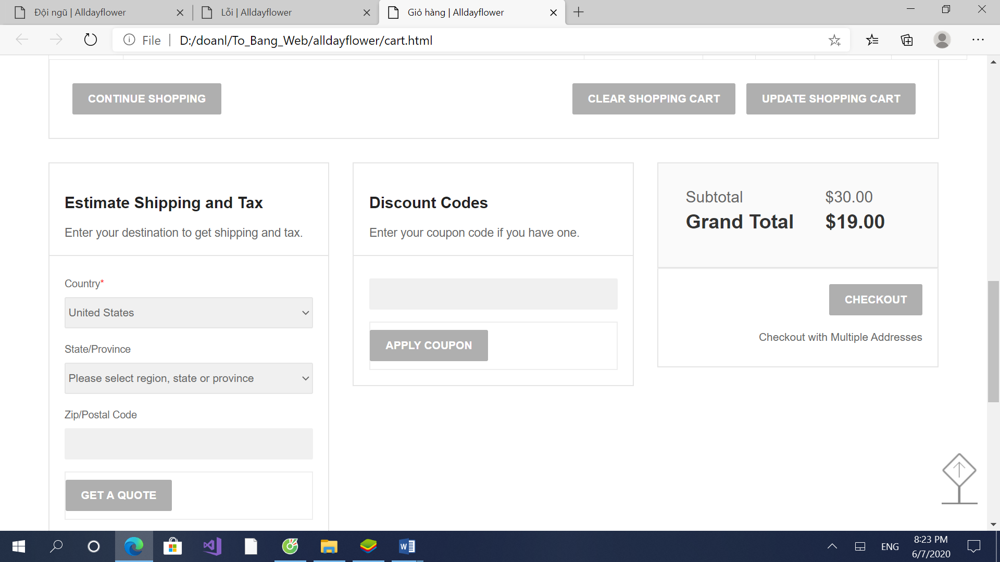 Đội ngũ | Alldayflower
Lỗi | Alldayflower
Giỏ hàng | Alldayflower
File
D:/doanl/To_Bang_Web/alldayflower/cart.html
CONTINUE SHOPPING
CLEAR SHOPPING CART
UPDATE SHOPPING CART
Estimate Shipping and Tax
Enter your destination to get shipping and tax.
Country*
United States
State/Province
Please select region, state or province
Zip/Postal Code
GET A QUOTE
Discount Codes
Enter your coupon code if you have one.
APPLY COUPON
Subtotal $30.00
Grand Total $19.00
CHECKOUT
Checkout with Multiple Addresses
W
ENG
8:23 PM
6/7/2020